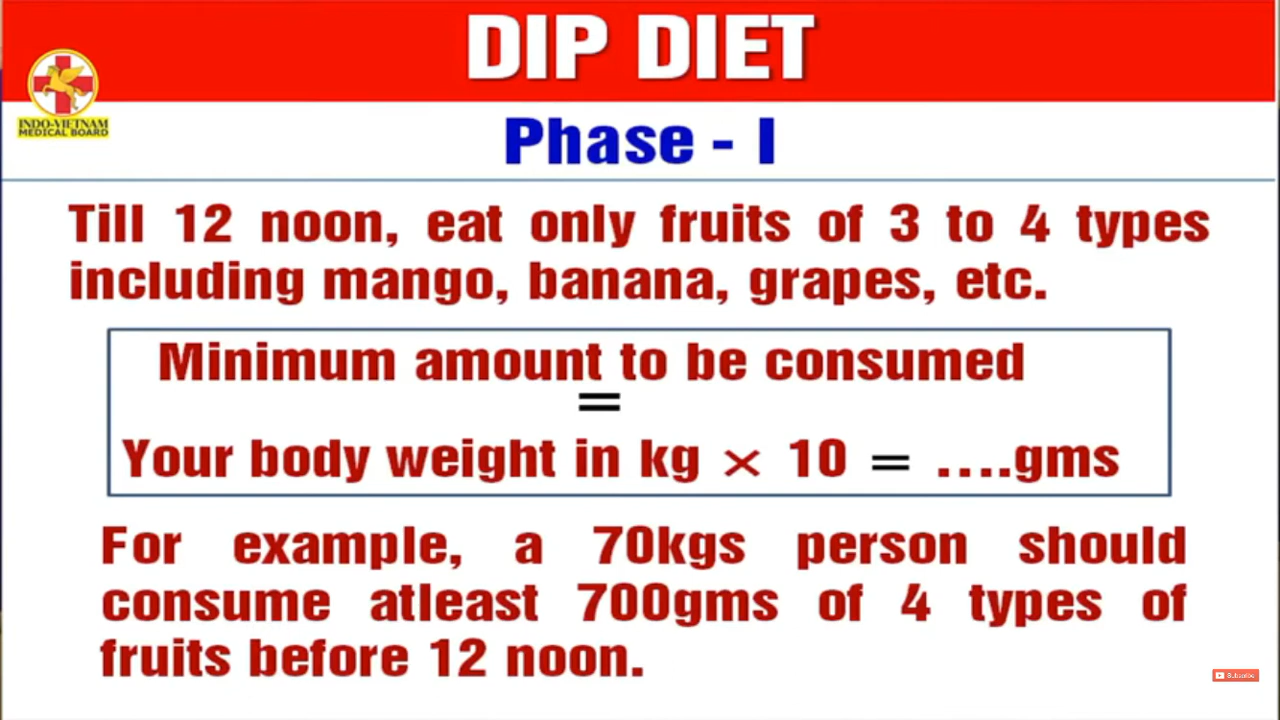 DIP DIET
INDO-VIETNAM
MEDICAL BOARD
Phase - I
Till 12 noon, eat only fruits of 3 to 4 types
including mango, banana, grapes, etc.
Minimum amount to be consumed
=
Your body weight in kg × 10 = ....gms
For example, a 70kgs person should
consume atleast 700gms of 4 types of
fruits before 12 noon.
Subscribe